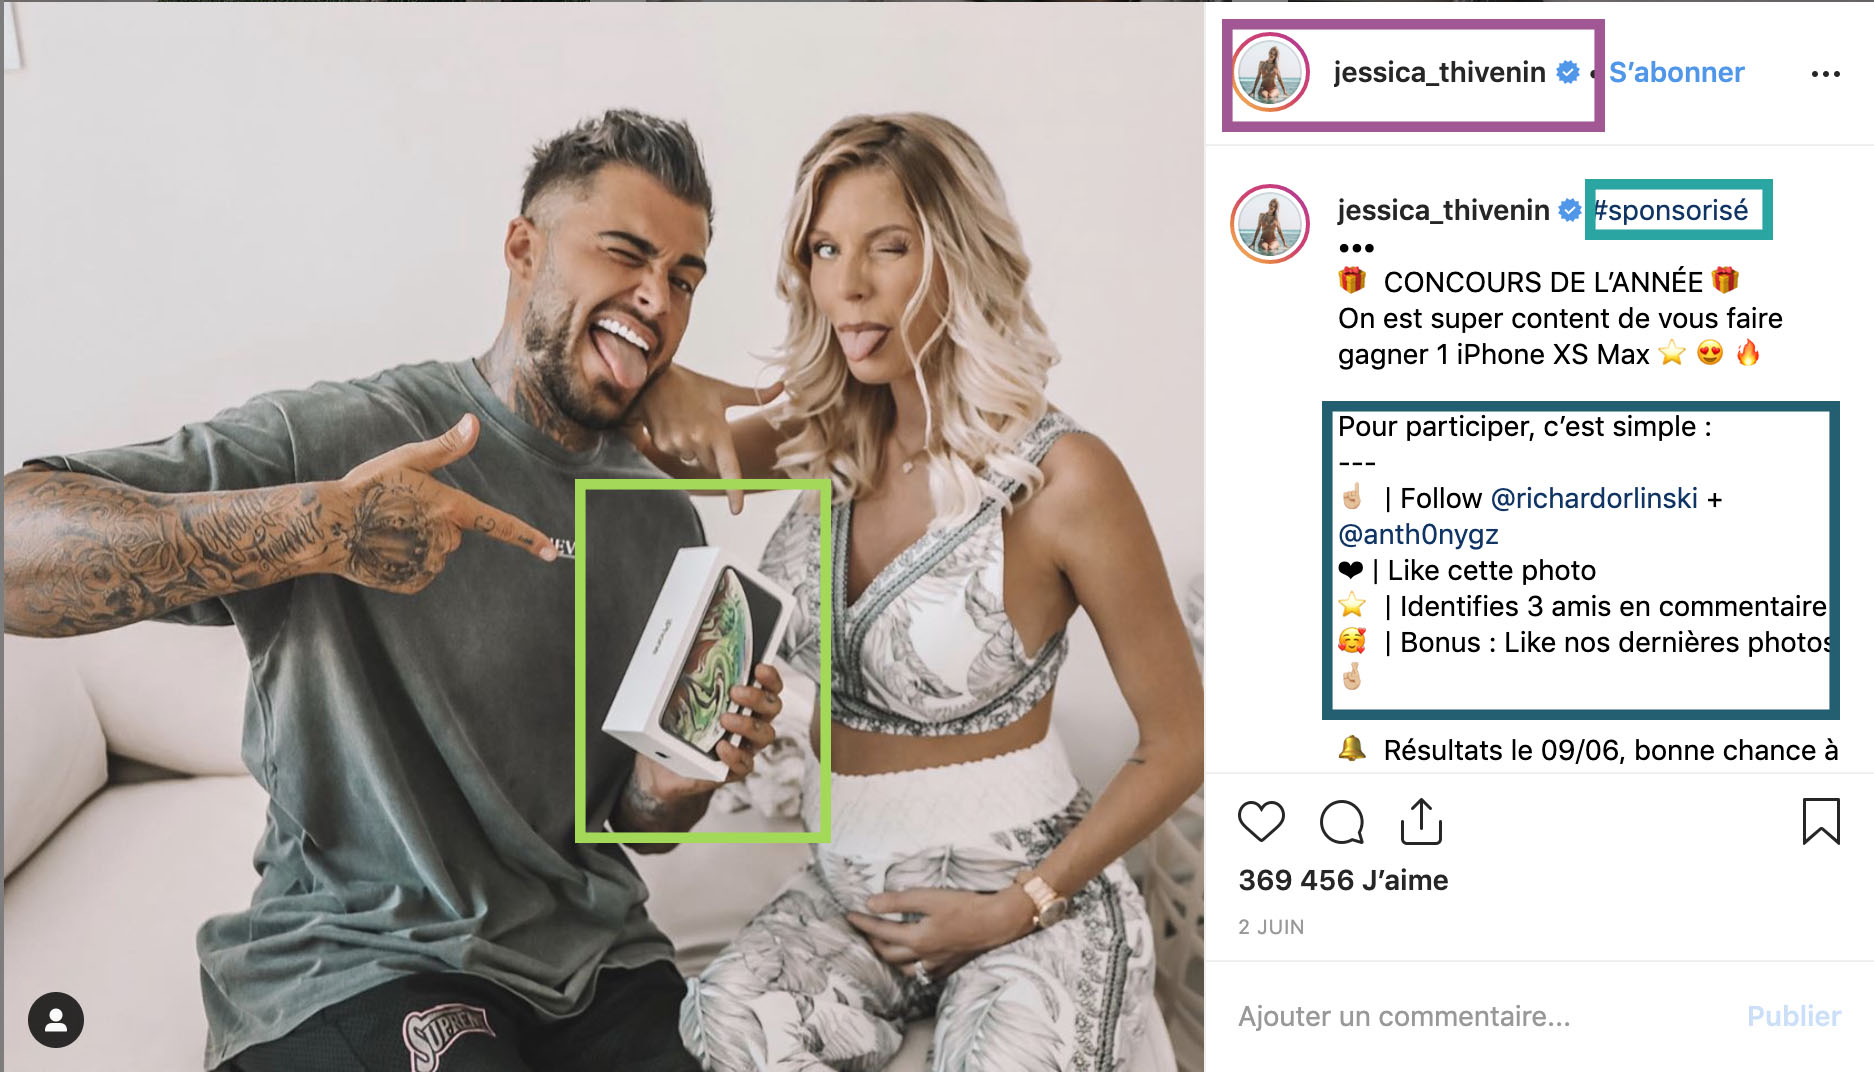 jessica_thivenin • S’abonner
jessica_thivenin #sponsorisé
•••
CONCOURS DE L’ANNÉE
On est super content de vous faire
gagner 1 iPhone XS Max
Pour participer, c’est simple :
---
| Follow @richardorlinski +
@anth0nygz
| Like cette photo
| Identifies 3 amis en commentaire
| Bonus : Like nos dernières photos
Résultats le 09/06, bonne chance à
369 456 J’aime
2 JUIN
Ajouter un commentaire... Publier
iPhone
SUPREME